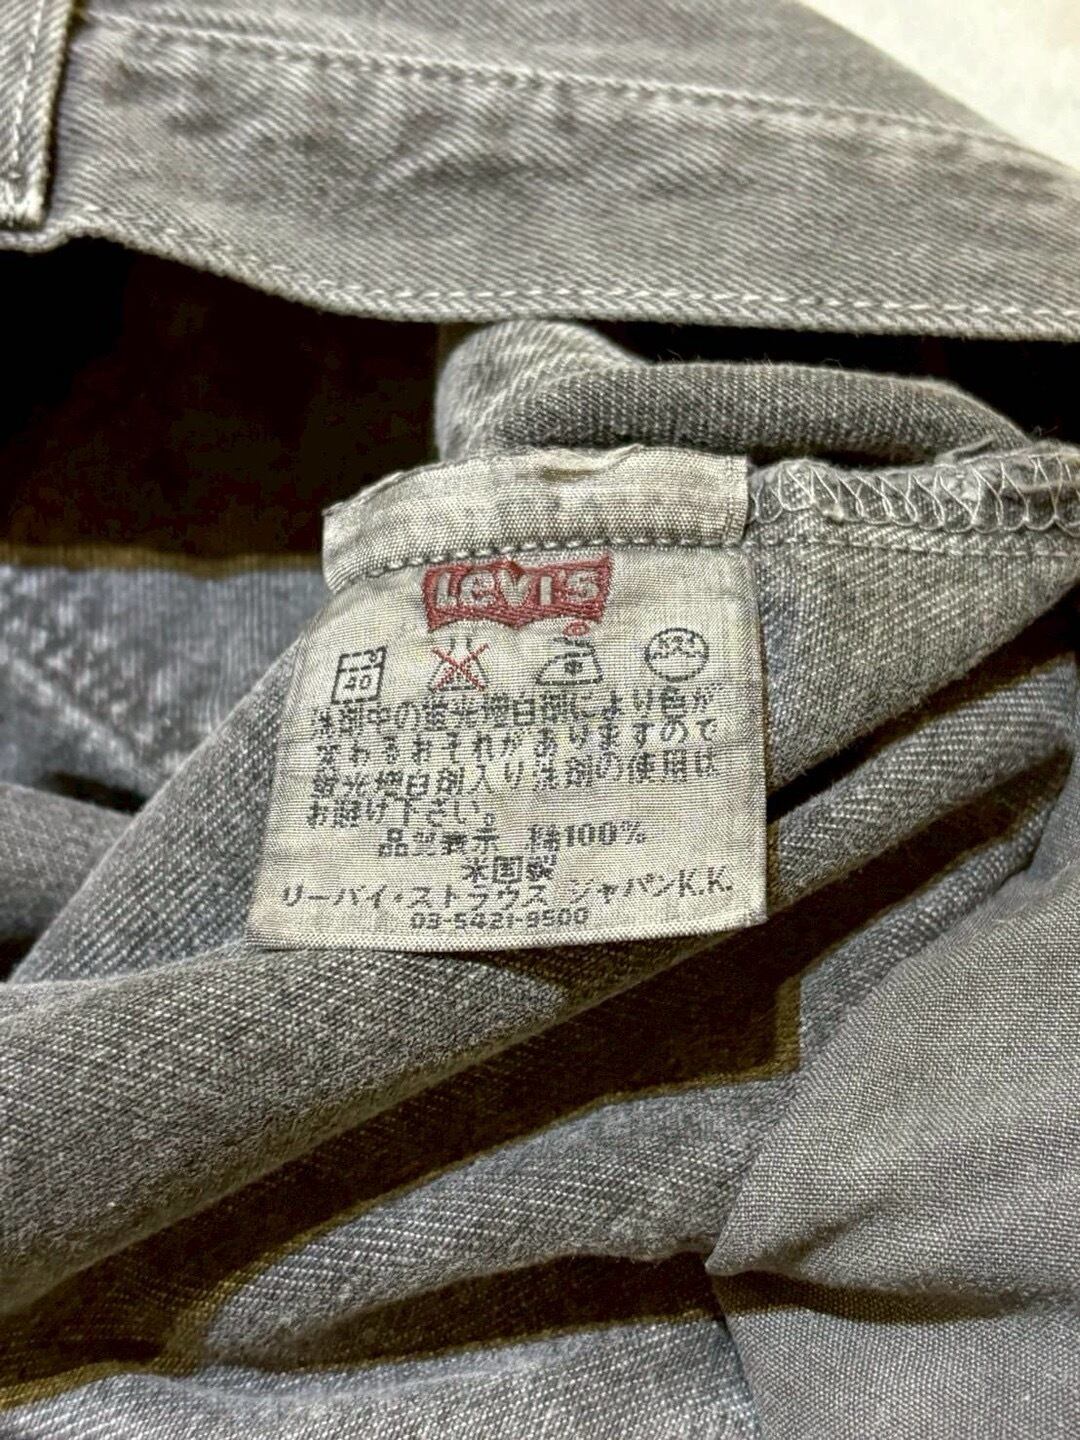 LEVI'S
40
洗剤中の蛍光増白剤により色が
変わるおそれがありますので
蛍光増白剤入り洗剤の使用は
お避け下さい。
品質表示 綿100%
米国製
リーバイ・ストラウス ジャパンK.K.
03-5421-9500